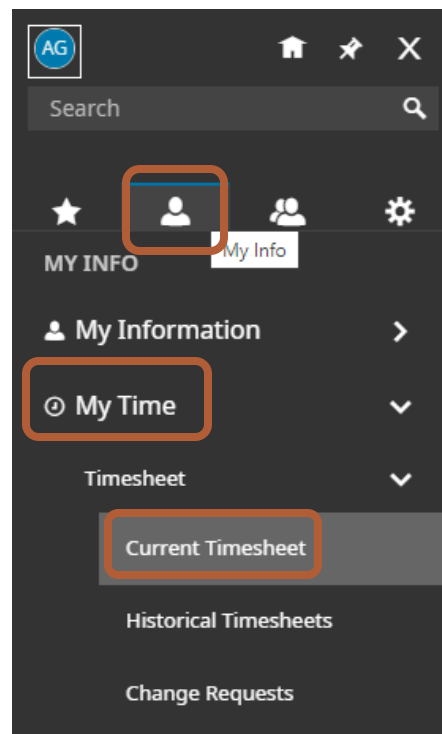 AG
Search
My Info
MY INFO
My Information
My Time
Timesheet
Current Timesheet
Historical Timesheets
Change Requests